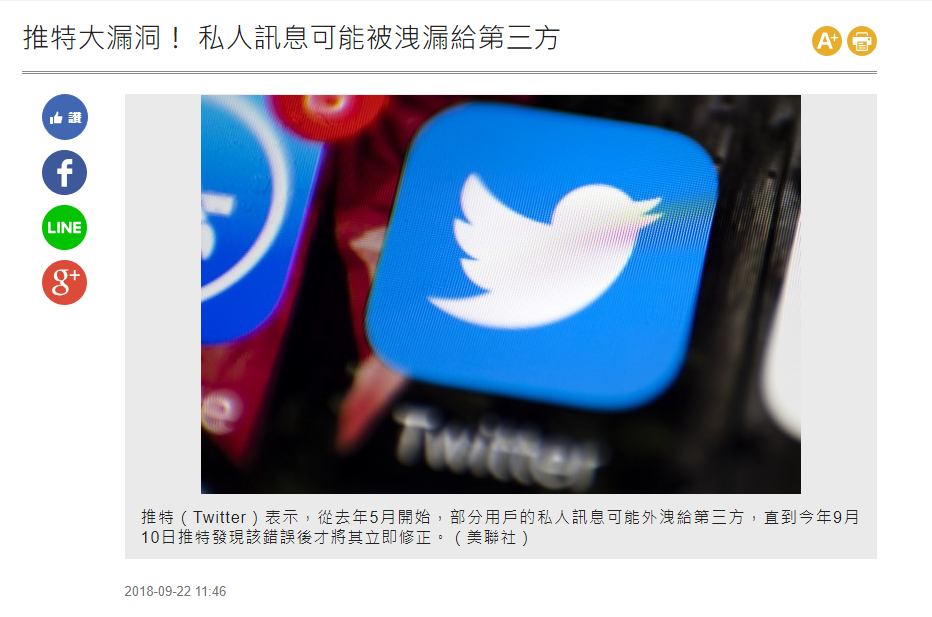 推特大漏洞！ 私人訊息可能被洩漏給第三方
A+
讚
f
LINE
g+
Twitter
推特（Twitter）表示，從去年5月開始，部分用戶的私人訊息可能外洩給第三方，直到今年9月
10日推特發現該錯誤後才將其立即修正。（美聯社）
2018-09-22 11:46